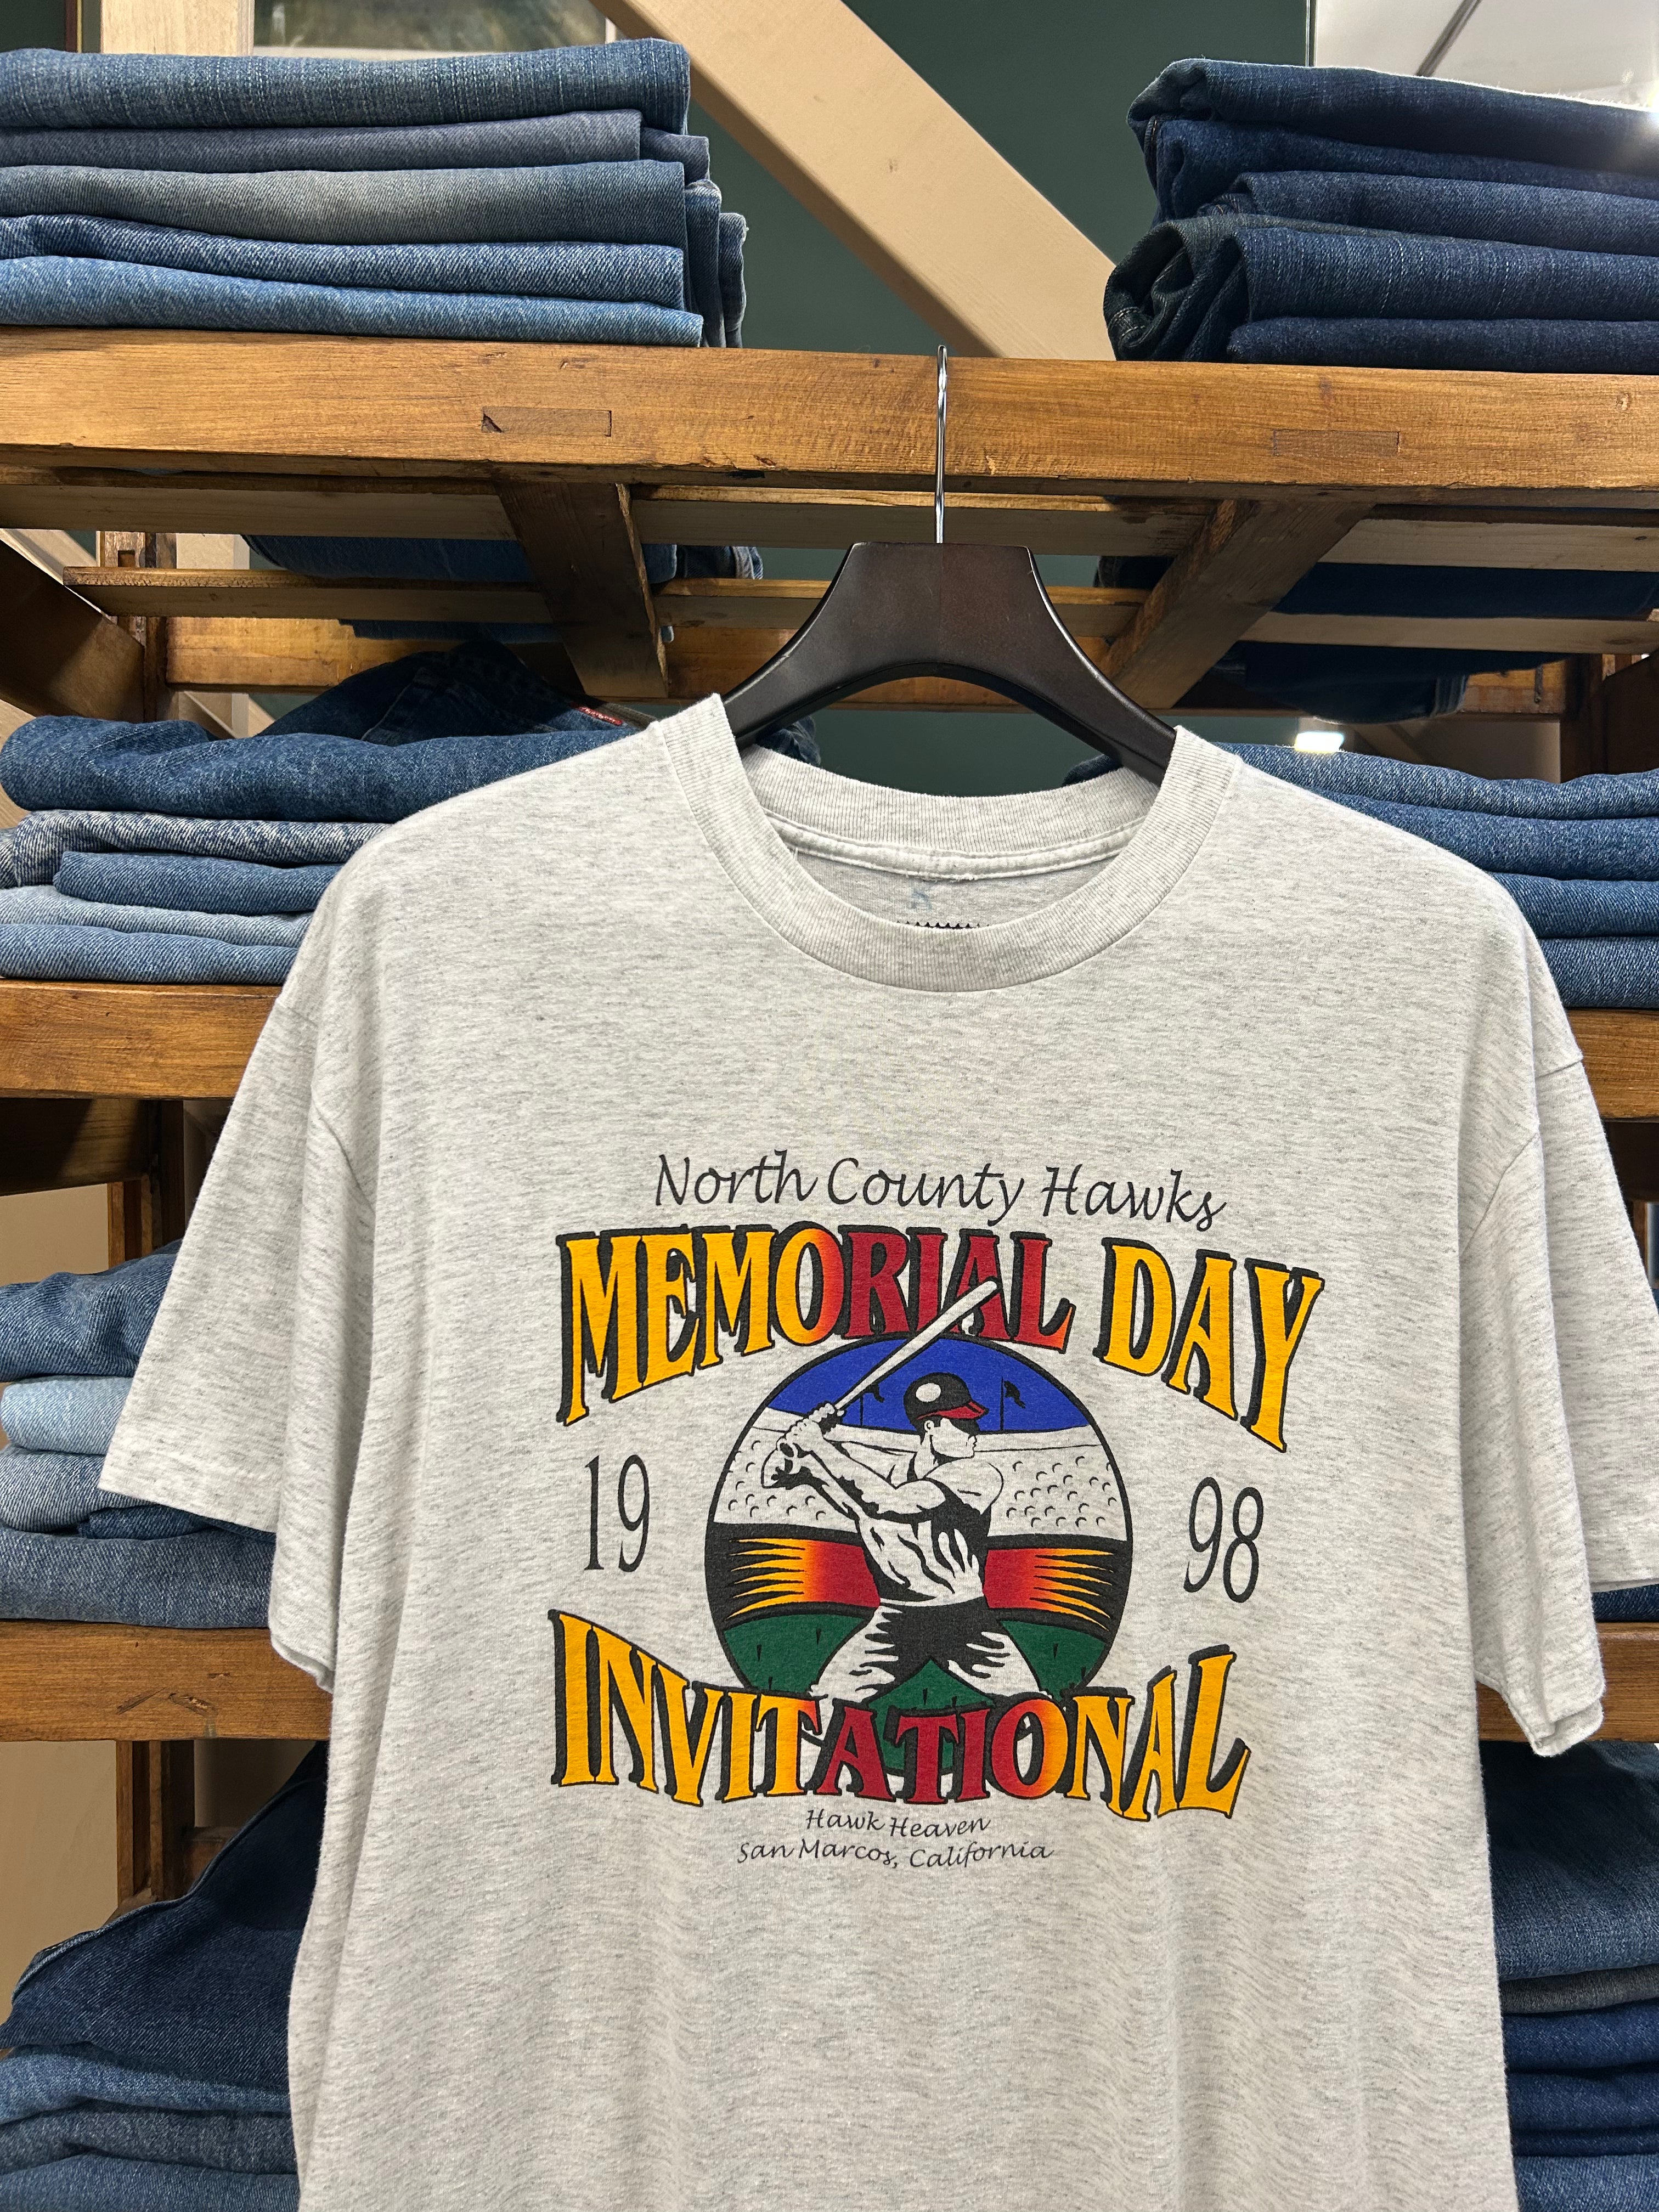 North County Hawks
MEMORIAL DAY
19 98
INVITATIONAL
Hawk Heaven
San Marcos, California